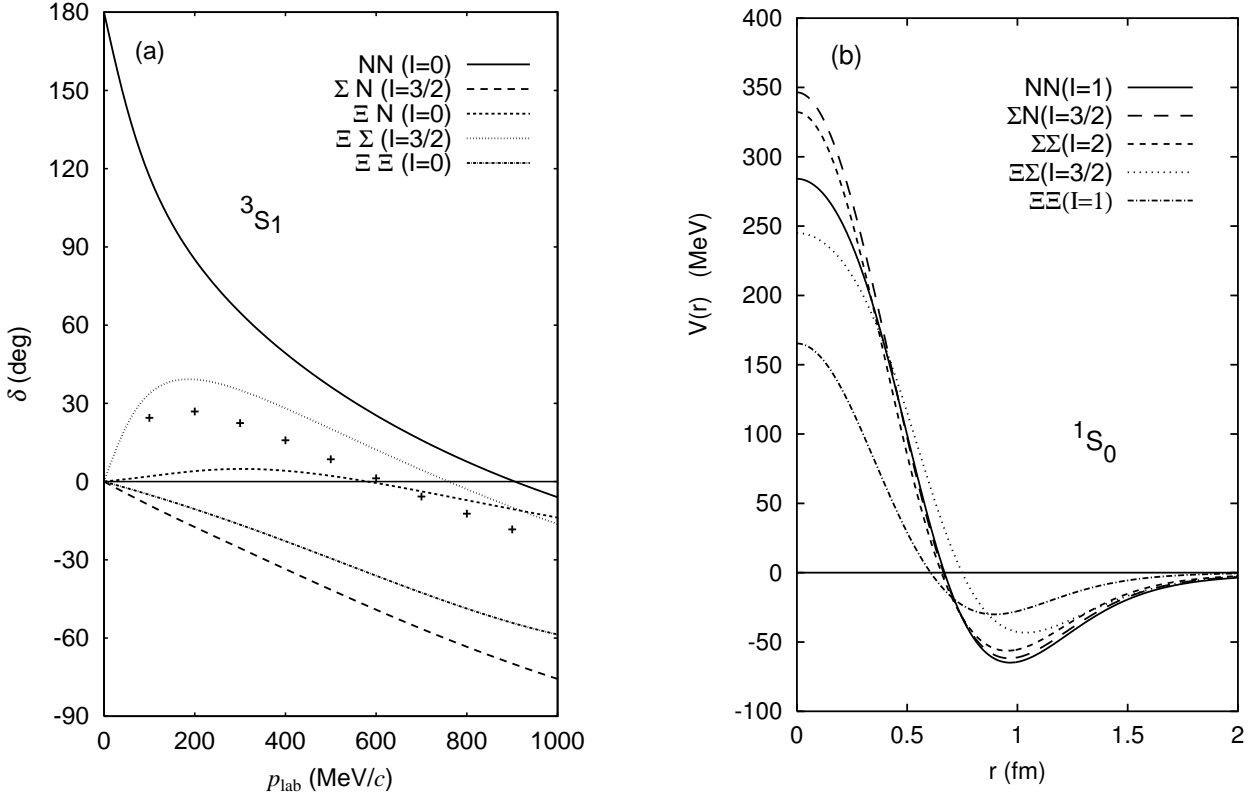 (a)
NN (I=0)
Σ N (I=3/2)
Ξ N (I=0)
Ξ Σ (I=3/2)
Ξ Ξ (I=0)
³S₁
180
150
120
90
60
30
0
-30
-60
-90
δ (deg)
0 200 400 600 800 1000
p_lab (MeV/c)
(b)
NN(I=1)
ΣN(I=3/2)
ΣΣ(I=2)
ΞΣ(I=3/2)
ΞΞ(I=1)
¹S₀
400
350
300
250
200
150
100
50
0
-50
-100
V(r) (MeV)
0 0.5 1 1.5 2
r (fm)